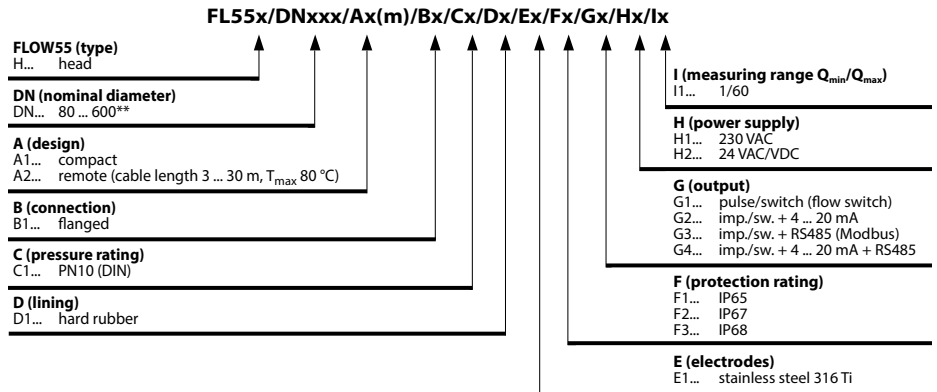 FL55x/DNxxx/Ax(m)/Bx/Cx/Dx/Ex/Fx/Gx/Hx/Ix
FLOW55 (type)
H... head
DN (nominal diameter)
DN... 80 ... 600**
A (design)
A1... compact
A2... remote (cable length 3 ... 30 m, Tmax 80 °C)
B (connection)
B1... flanged
C (pressure rating)
C1... PN10 (DIN)
D (lining)
D1... hard rubber
I (measuring range Qmin/Qmax)
I1... 1/60
H (power supply)
H1... 230 VAC
H2... 24 VAC/VDC
G (output)
G1... pulse/switch (flow switch)
G2... imp./sw. + 4 ... 20 mA
G3... imp./sw. + RS485 (Modbus)
G4... imp./sw. + 4 ... 20 mA + RS485
F (protection rating)
F1... IP65
F2... IP67
F3... IP68
E (electrodes)
E1... stainless steel 316 Ti